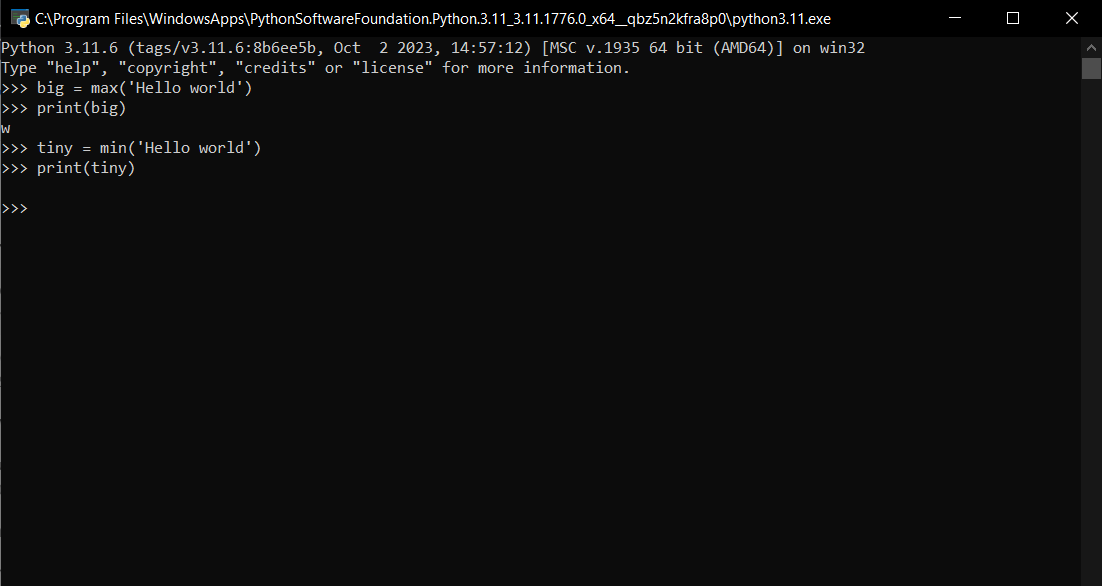 C:\Program Files\WindowsApps\PythonSoftwareFoundation.Python.3.11_3.11.1776.0_x64__qbz5n2kfra8p0\python3.11.exe
Python 3.11.6 (tags/v3.11.6:8b6ee5b, Oct  2 2023, 14:57:12) [MSC v.1935 64 bit (AMD64)] on win32
Type "help", "copyright", "credits" or "license" for more information.
>>> big = max('Hello world')
>>> print(big)
w
>>> tiny = min('Hello world')
>>> print(tiny)

>>>